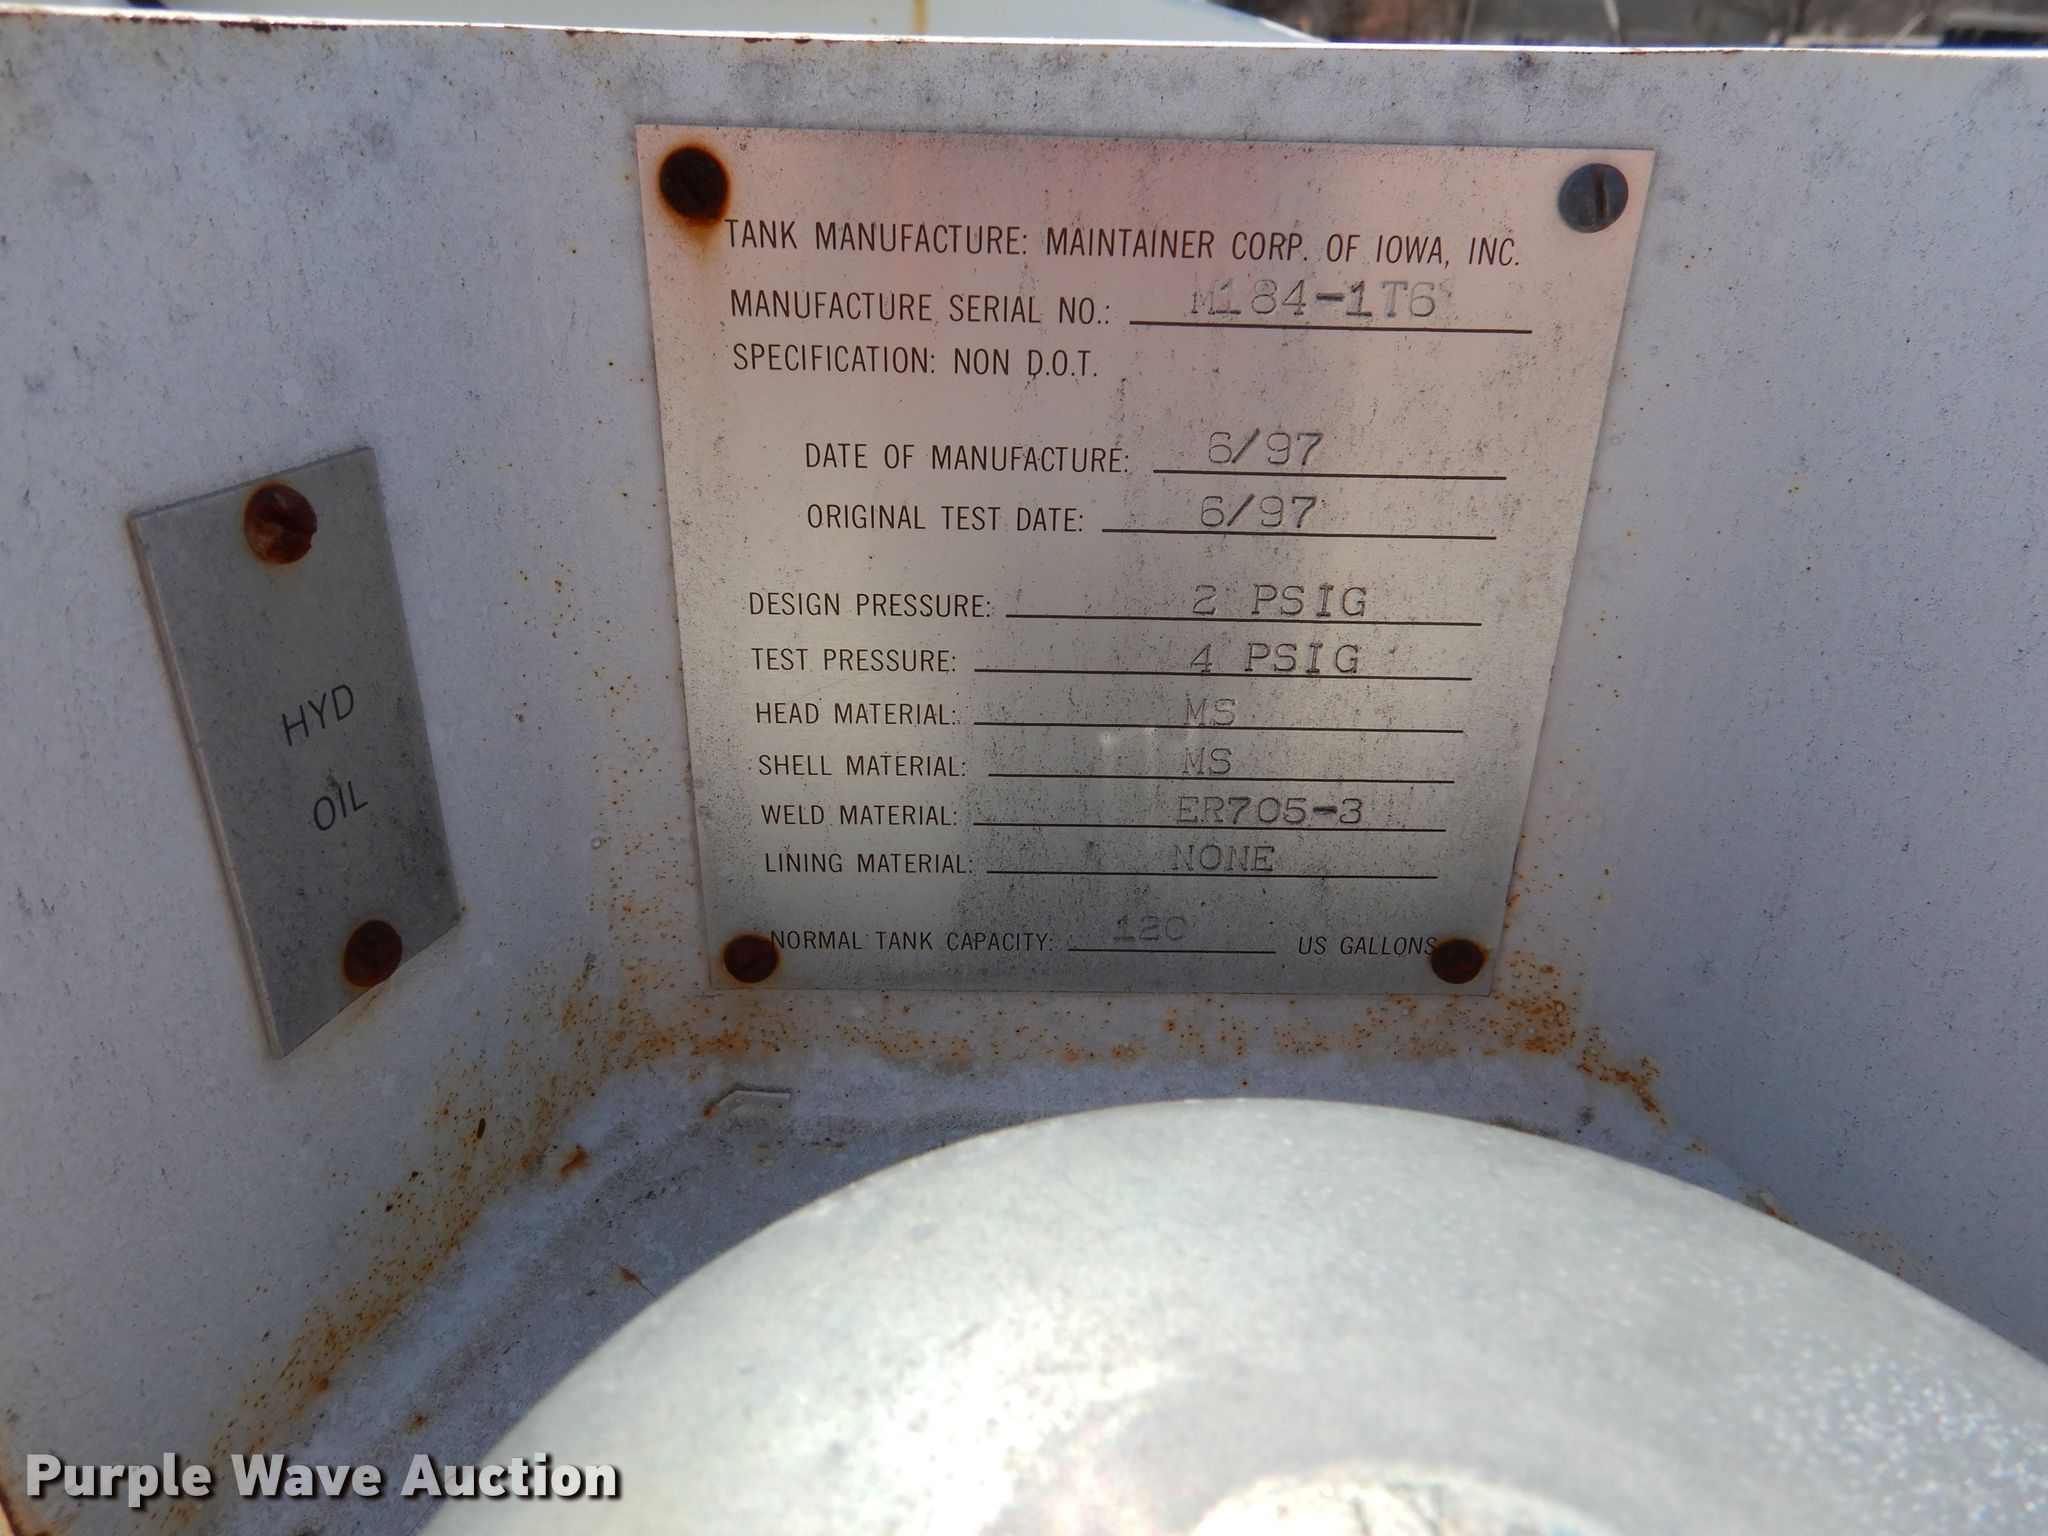 TANK MANUFACTURE: MAINTAINER CORP. OF IOWA, INC.
MANUFACTURE SERIAL NO.: M184-1T6
SPECIFICATION: NON D.O.T.
DATE OF MANUFACTURE: 6/97
ORIGINAL TEST DATE: 6/97
DESIGN PRESSURE: 2 PSIG
TEST PRESSURE: 4 PSIG
HEAD MATERIAL: MS
SHELL MATERIAL: MS
WELD MATERIAL: ER705-3
LINING MATERIAL: NONE
NORMAL TANK CAPACITY: 120 US GALLONS
HYD
OIL
Purple Wave Auction